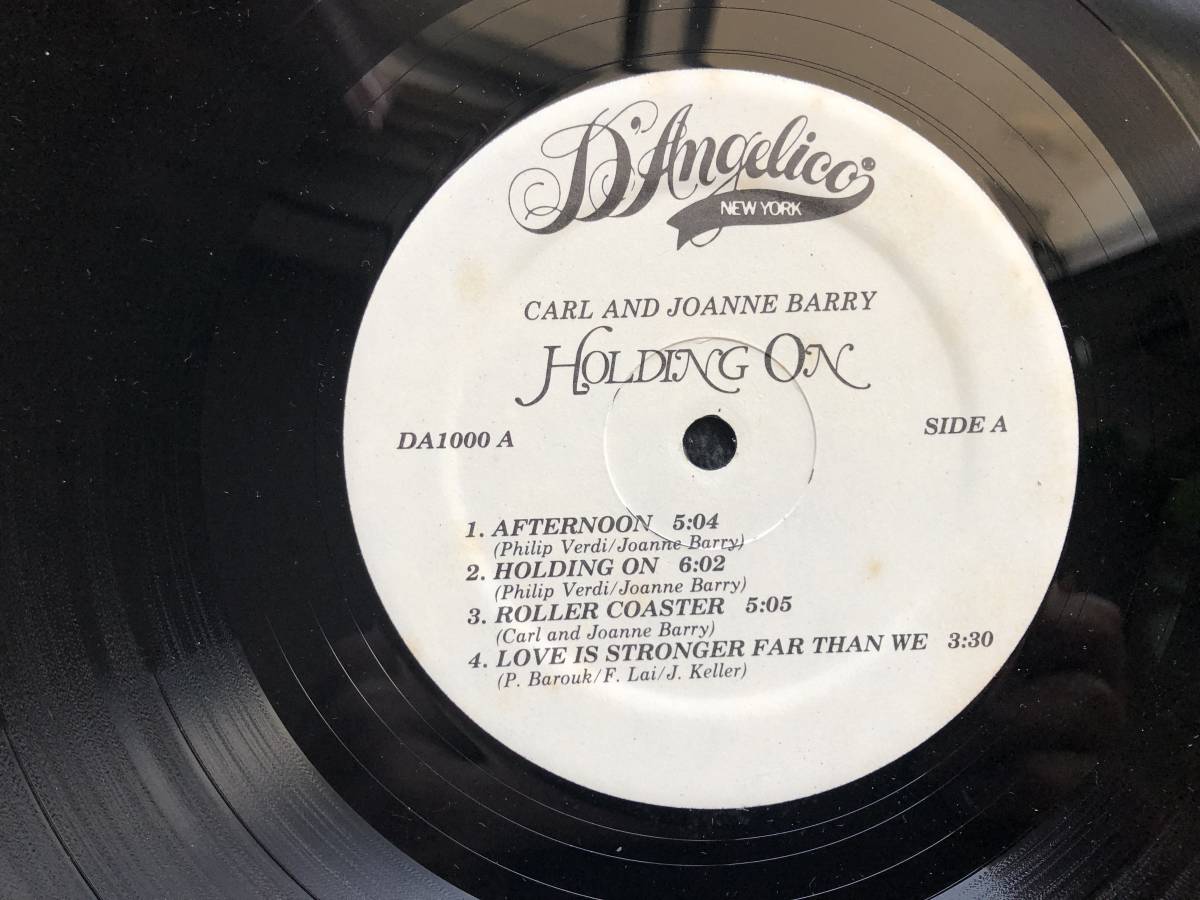 D'Angelico
NEW YORK
CARL AND JOANNE BARRY
HOLDING ON
DA1000 A
SIDE A
1. AFTERNOON 5:04
(Philip Verdi/Joanne Barry)
2. HOLDING ON 6:02
(Philip Verdi/Joanne Barry)
3. ROLLER COASTER 5:05
(Carl and Joanne Barry)
4. LOVE IS STRONGER FAR THAN WE 3:30
(P. Barouk/F. Lai/J. Keller)